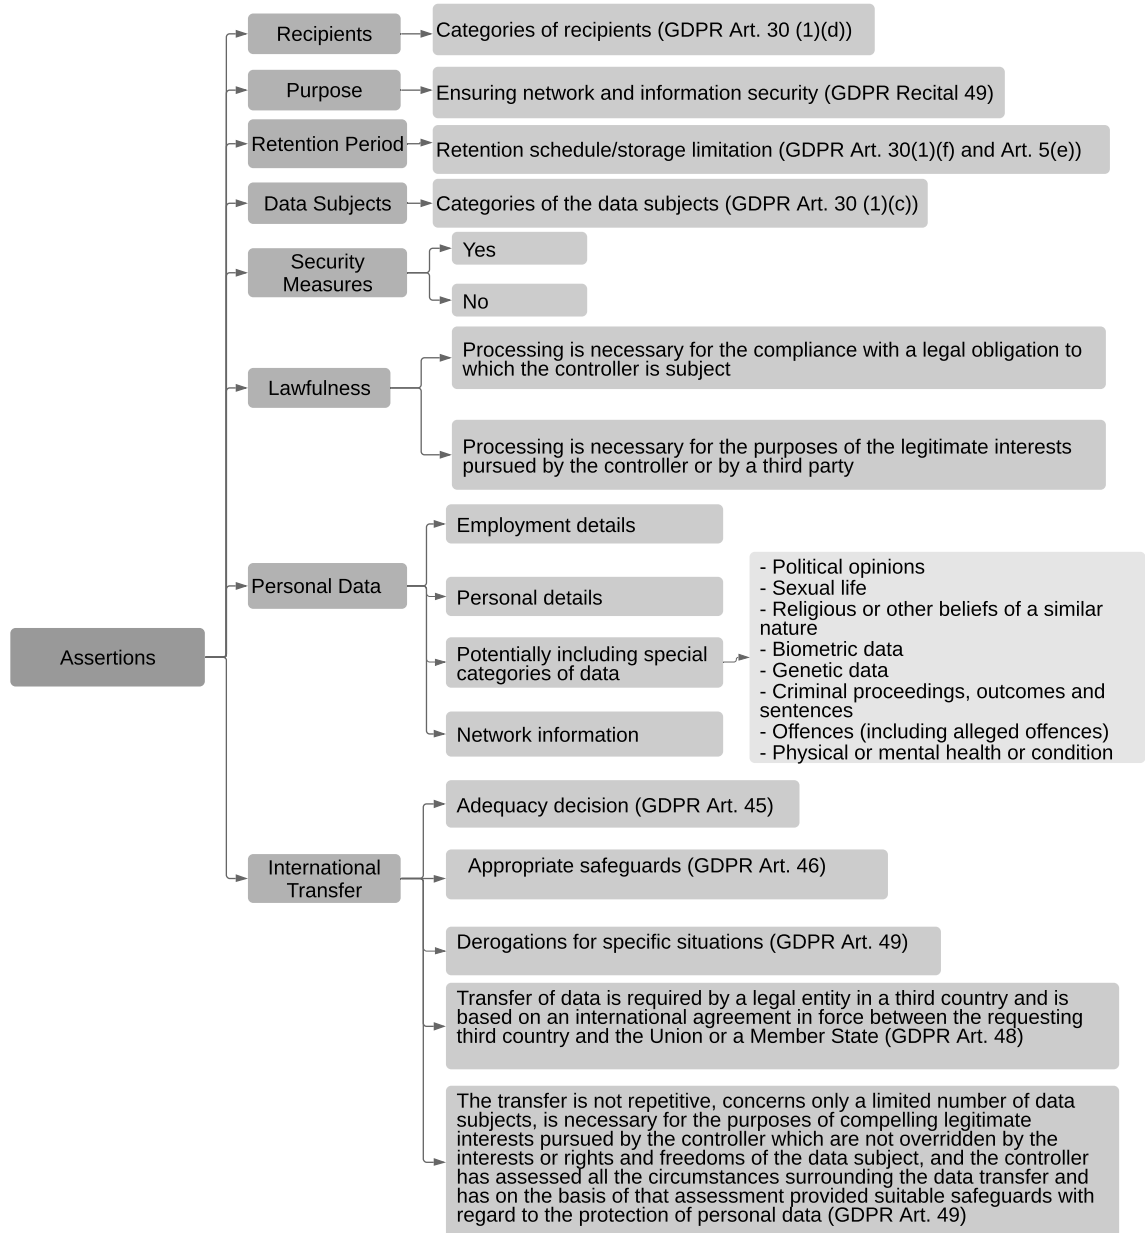 Recipients
Categories of recipients (GDPR Art. 30 (1)(d))
Purpose
Ensuring network and information security (GDPR Recital 49)
Retention Period
Retention schedule/storage limitation (GDPR Art. 30(1)(f) and Art. 5(e))
Data Subjects
Categories of the data subjects (GDPR Art. 30 (1)(c))
Security
Measures
Yes
No
Lawfulness
Processing is necessary for the compliance with a legal obligation to
which the controller is subject
Processing is necessary for the purposes of the legitimate interests
pursued by the controller or by a third party
Assertions
Personal Data
Employment details
Personal details
Potentially including special
categories of data
Network information
- Political opinions
- Sexual life
- Religious or other beliefs of a similar
nature
- Biometric data
- Genetic data
- Criminal proceedings, outcomes and
sentences
- Offences (including alleged offences)
- Physical or mental health or condition
International
Transfer
Adequacy decision (GDPR Art. 45)
Appropriate safeguards (GDPR Art. 46)
Derogations for specific situations (GDPR Art. 49)
Transfer of data is required by a legal entity in a third country and is
based on an international agreement in force between the requesting
third country and the Union or a Member State (GDPR Art. 48)
The transfer is not repetitive, concerns only a limited number of data
subjects, is necessary for the purposes of compelling legitimate
interests pursued by the controller which are not overridden by the
interests or rights and freedoms of the data subject, and the controller
has assessed all the circumstances surrounding the data transfer and
has on the basis of that assessment provided suitable safeguards with
regard to the protection of personal data (GDPR Art. 49)